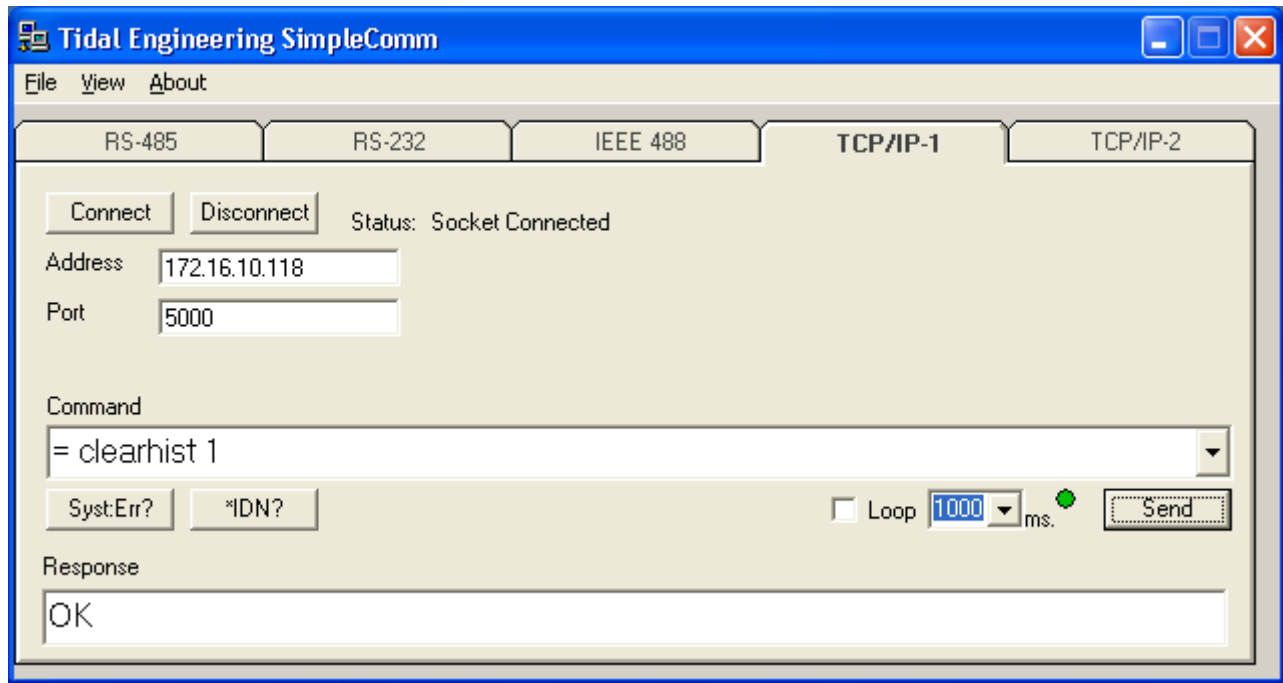 Tidal Engineering SimpleComm
File View About
RS-485 RS-232 IEEE 488 TCP/IP-1 TCP/IP-2
Connect Disconnect Status: Socket Connected
Address 172.16.10.118
Port 5000
Command
= clearhist 1
Syst:Err? *IDN? Loop 1000 ms. Send
Response
OK